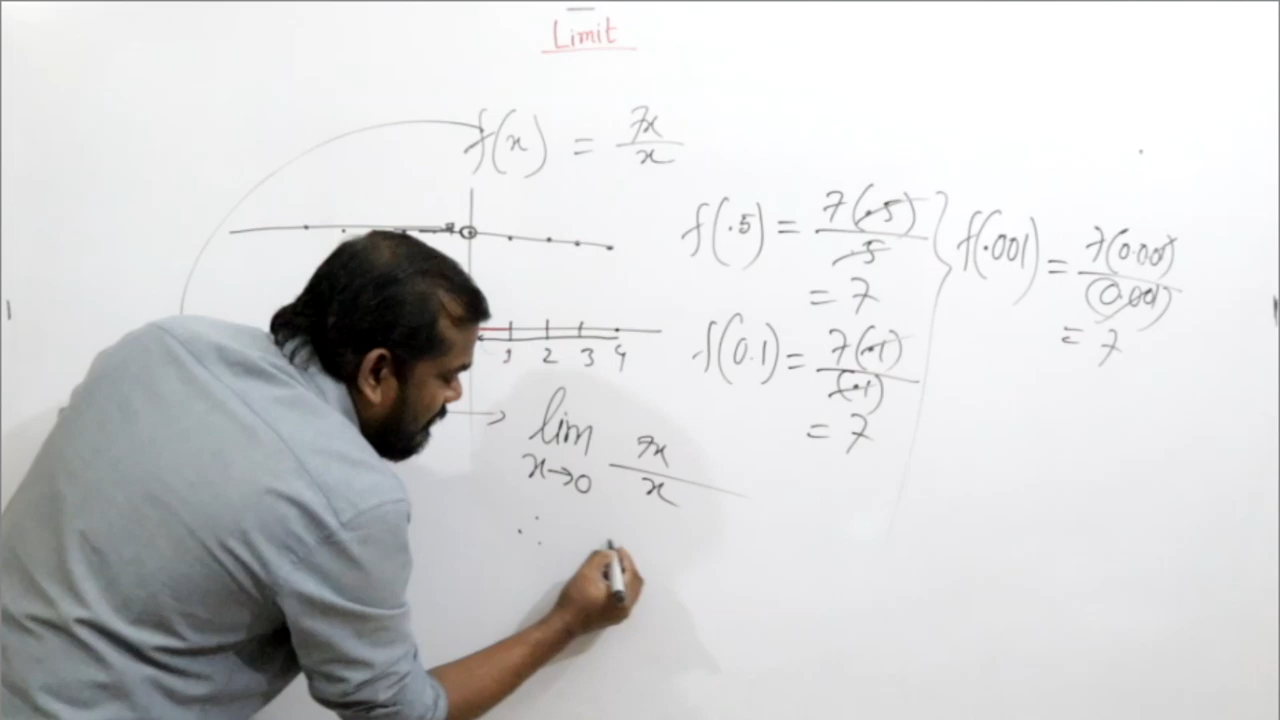 Limit
f(x) = 7x/x
f(.5) = 7(.5)/.5
= 7
f(0.1) = 7(.1)/(.1)
= 7
f(.001) = 7(0.001)/(0.001)
= 7
1 2 3 4
lim x→0 7x/x
∴